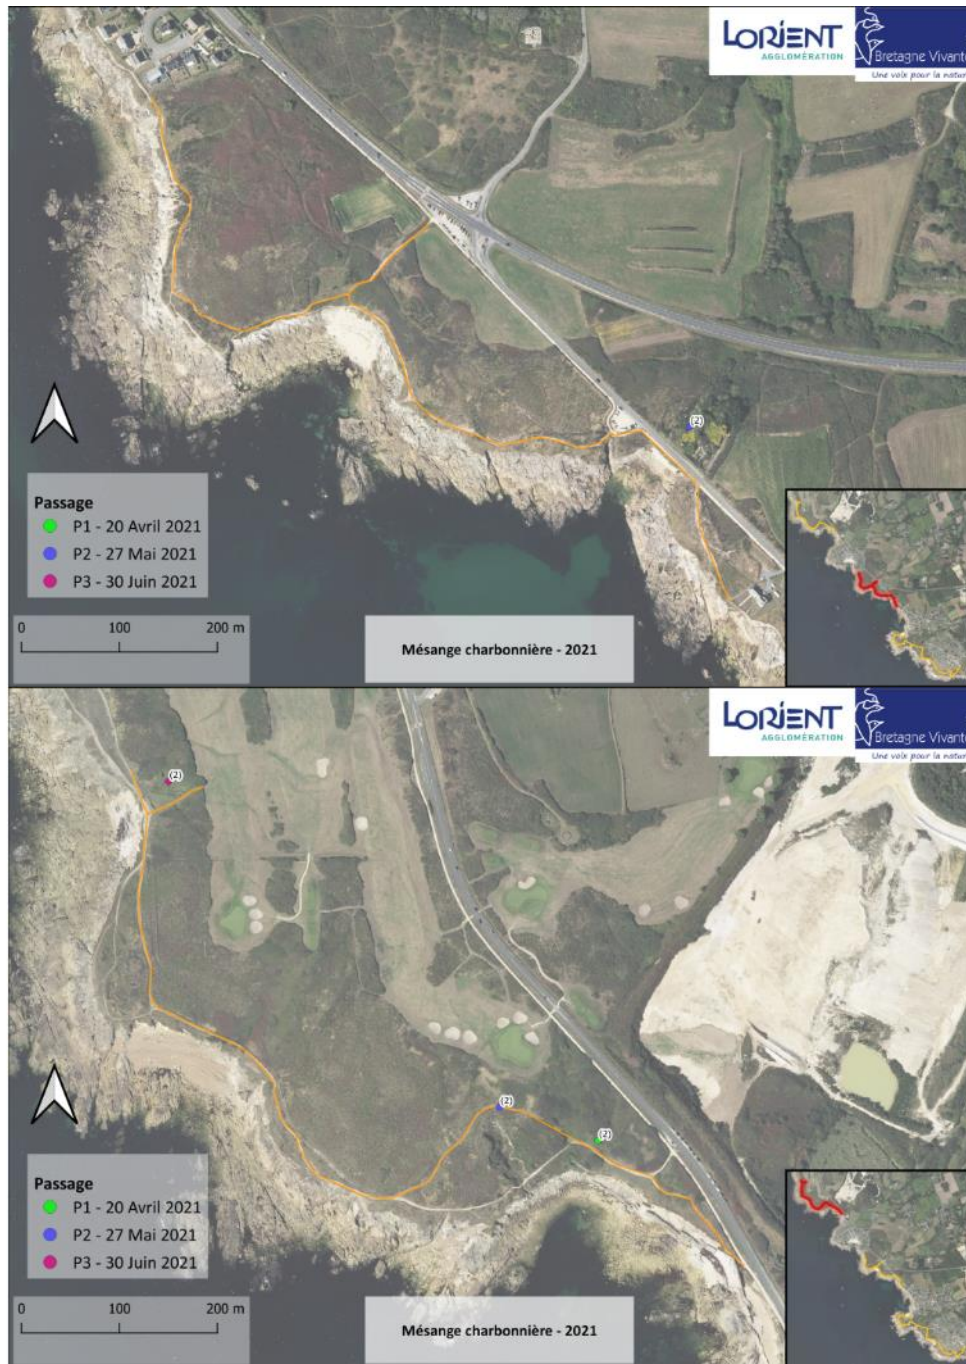 LORIENT
AGGLOMÉRATION
Bretagne Vivante
Une voix pour la nature
(2)
Passage
P1 - 20 Avril 2021
P2 - 27 Mai 2021
P3 - 30 Juin 2021
0 100 200 m
Mésange charbonnière - 2021
LORIENT
AGGLOMÉRATION
Bretagne Vivante
Une voix pour la nature
(2)
(2)
(2)
Passage
P1 - 20 Avril 2021
P2 - 27 Mai 2021
P3 - 30 Juin 2021
0 100 200 m
Mésange charbonnière - 2021